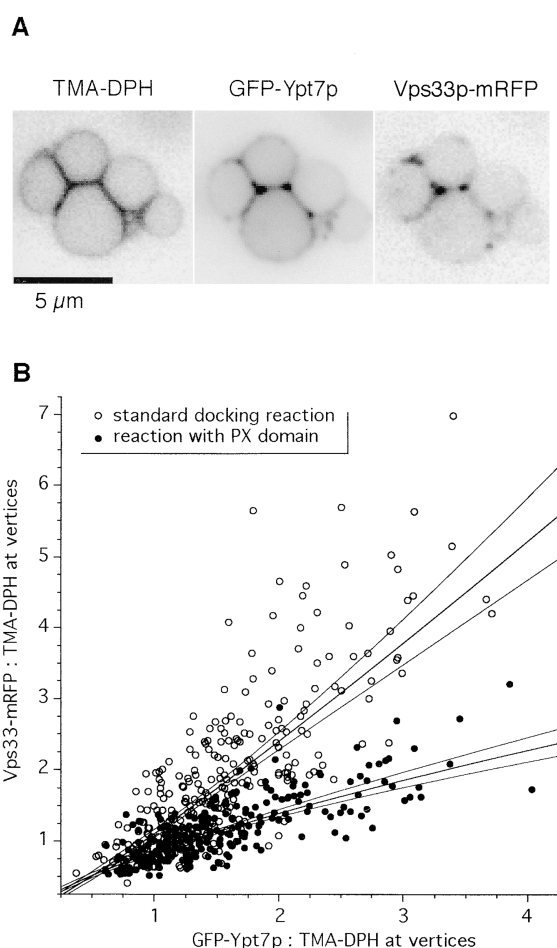 A
TMA-DPH
GFP-Ypt7p
Vps33p-mRFP
5 µm
B
○ standard docking reaction
● reaction with PX domain
Vps33-mRFP : TMA-DPH at vertices
7
6
5
4
3
2
1
1 2 3 4
GFP-Ypt7p : TMA-DPH at vertices